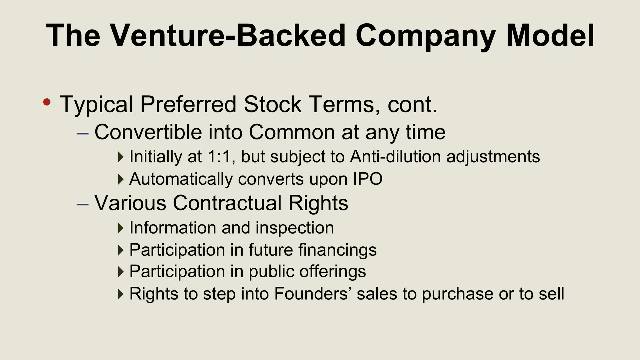 The Venture-Backed Company Model
• Typical Preferred Stock Terms, cont.
– Convertible into Common at any time
Initially at 1:1, but subject to Anti-dilution adjustments
Automatically converts upon IPO
– Various Contractual Rights
Information and inspection
Participation in future financings
Participation in public offerings
Rights to step into Founders’ sales to purchase or to sell